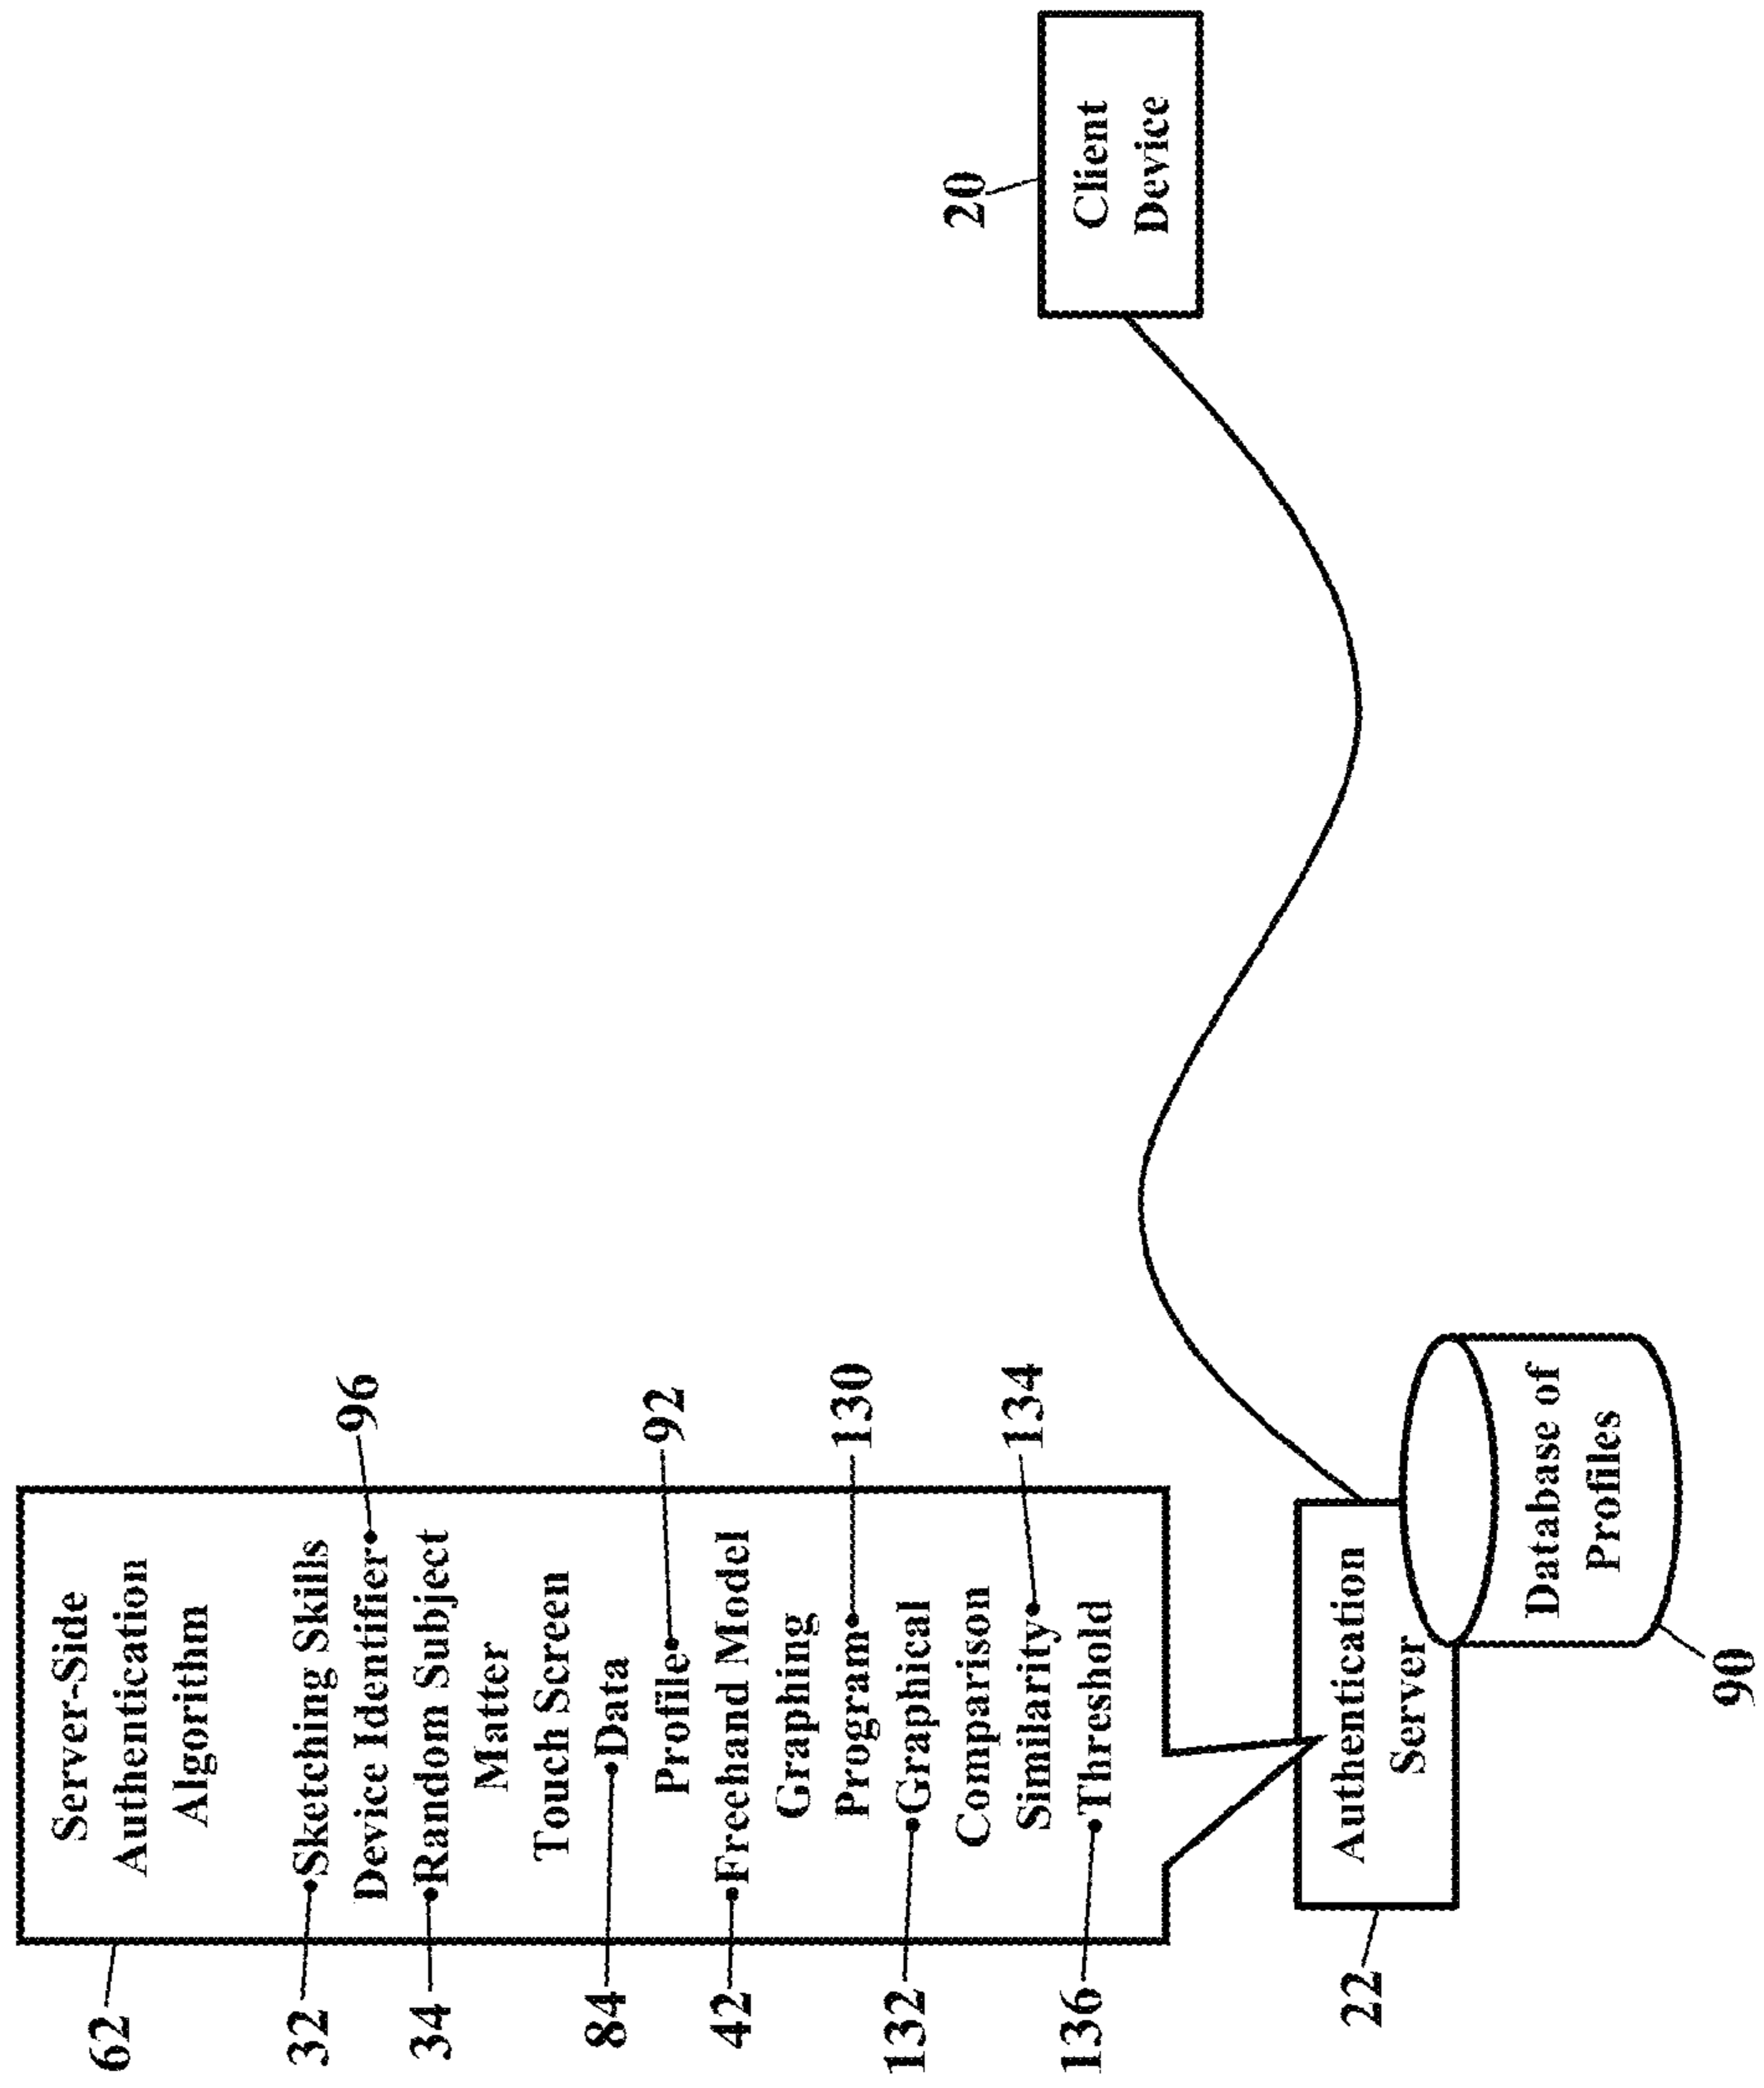 62
Server-Side
Authentication
Algorithm
32
Sketching Skills
Device Identifier
96
34
Random Subject
Matter
Touch Screen
84
Data
Profile
92
42
Freehand Model
Graphing
Program
130
132
Graphical
Comparison
Similarity
134
136
Threshold
22
Authentication
Server
Database of
Profiles
90
20
Client
Device